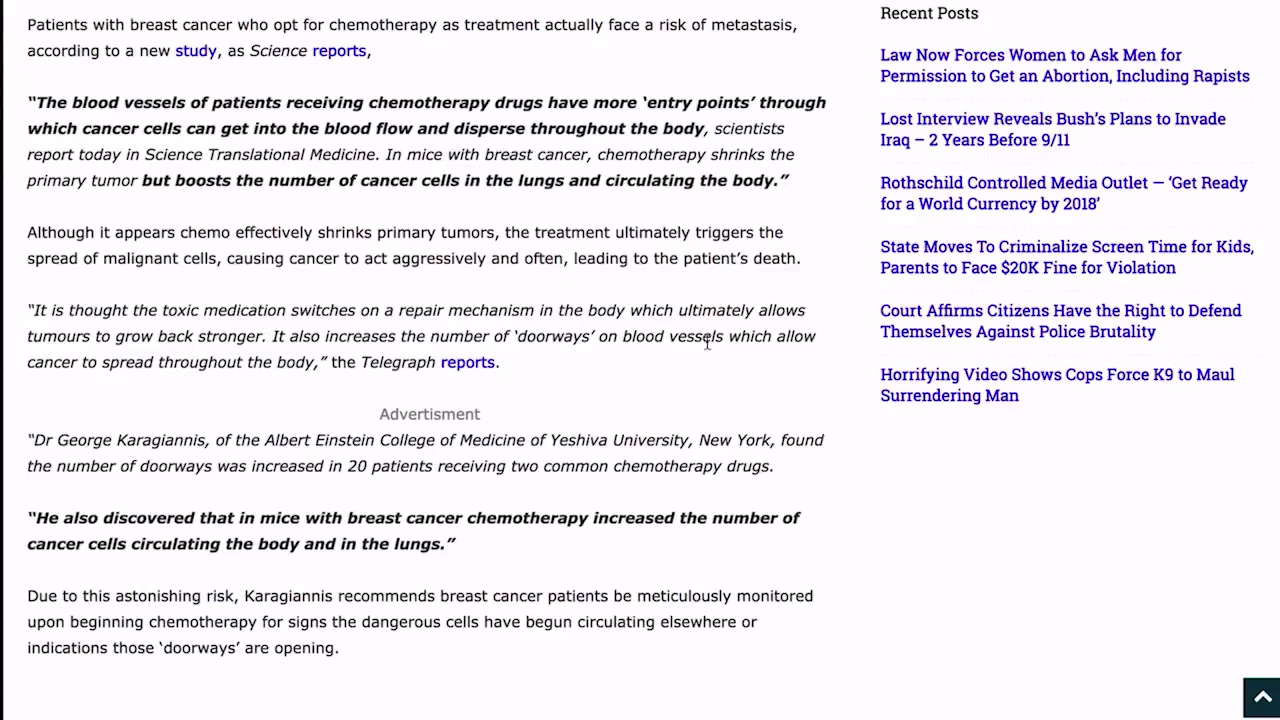 Patients with breast cancer who opt for chemotherapy as treatment actually face a risk of metastasis,
according to a new study, as Science reports,
“The blood vessels of patients receiving chemotherapy drugs have more ‘entry points’ through
which cancer cells can get into the blood flow and disperse throughout the body, scientists
report today in Science Translational Medicine. In mice with breast cancer, chemotherapy shrinks the
primary tumor but boosts the number of cancer cells in the lungs and circulating the body.”
Although it appears chemo effectively shrinks primary tumors, the treatment ultimately triggers the
spread of malignant cells, causing cancer to act aggressively and often, leading to the patient’s death.
“It is thought the toxic medication switches on a repair mechanism in the body which ultimately allows
tumours to grow back stronger. It also increases the number of ‘doorways’ on blood vessels which allow
cancer to spread throughout the body,” the Telegraph reports.
Advertisment
“Dr George Karagiannis, of the Albert Einstein College of Medicine of Yeshiva University, New York, found
the number of doorways was increased in 20 patients receiving two common chemotherapy drugs.
“He also discovered that in mice with breast cancer chemotherapy increased the number of
cancer cells circulating the body and in the lungs.”
Due to this astonishing risk, Karagiannis recommends breast cancer patients be meticulously monitored
upon beginning chemotherapy for signs the dangerous cells have begun circulating elsewhere or
indications those ‘doorways’ are opening.
Recent Posts
Law Now Forces Women to Ask Men for
Permission to Get an Abortion, Including Rapists
Lost Interview Reveals Bush’s Plans to Invade
Iraq – 2 Years Before 9/11
Rothschild Controlled Media Outlet — ‘Get Ready
for a World Currency by 2018’
State Moves To Criminalize Screen Time for Kids,
Parents to Face $20K Fine for Violation
Court Affirms Citizens Have the Right to Defend
Themselves Against Police Brutality
Horrifying Video Shows Cops Force K9 to Maul
Surrendering Man